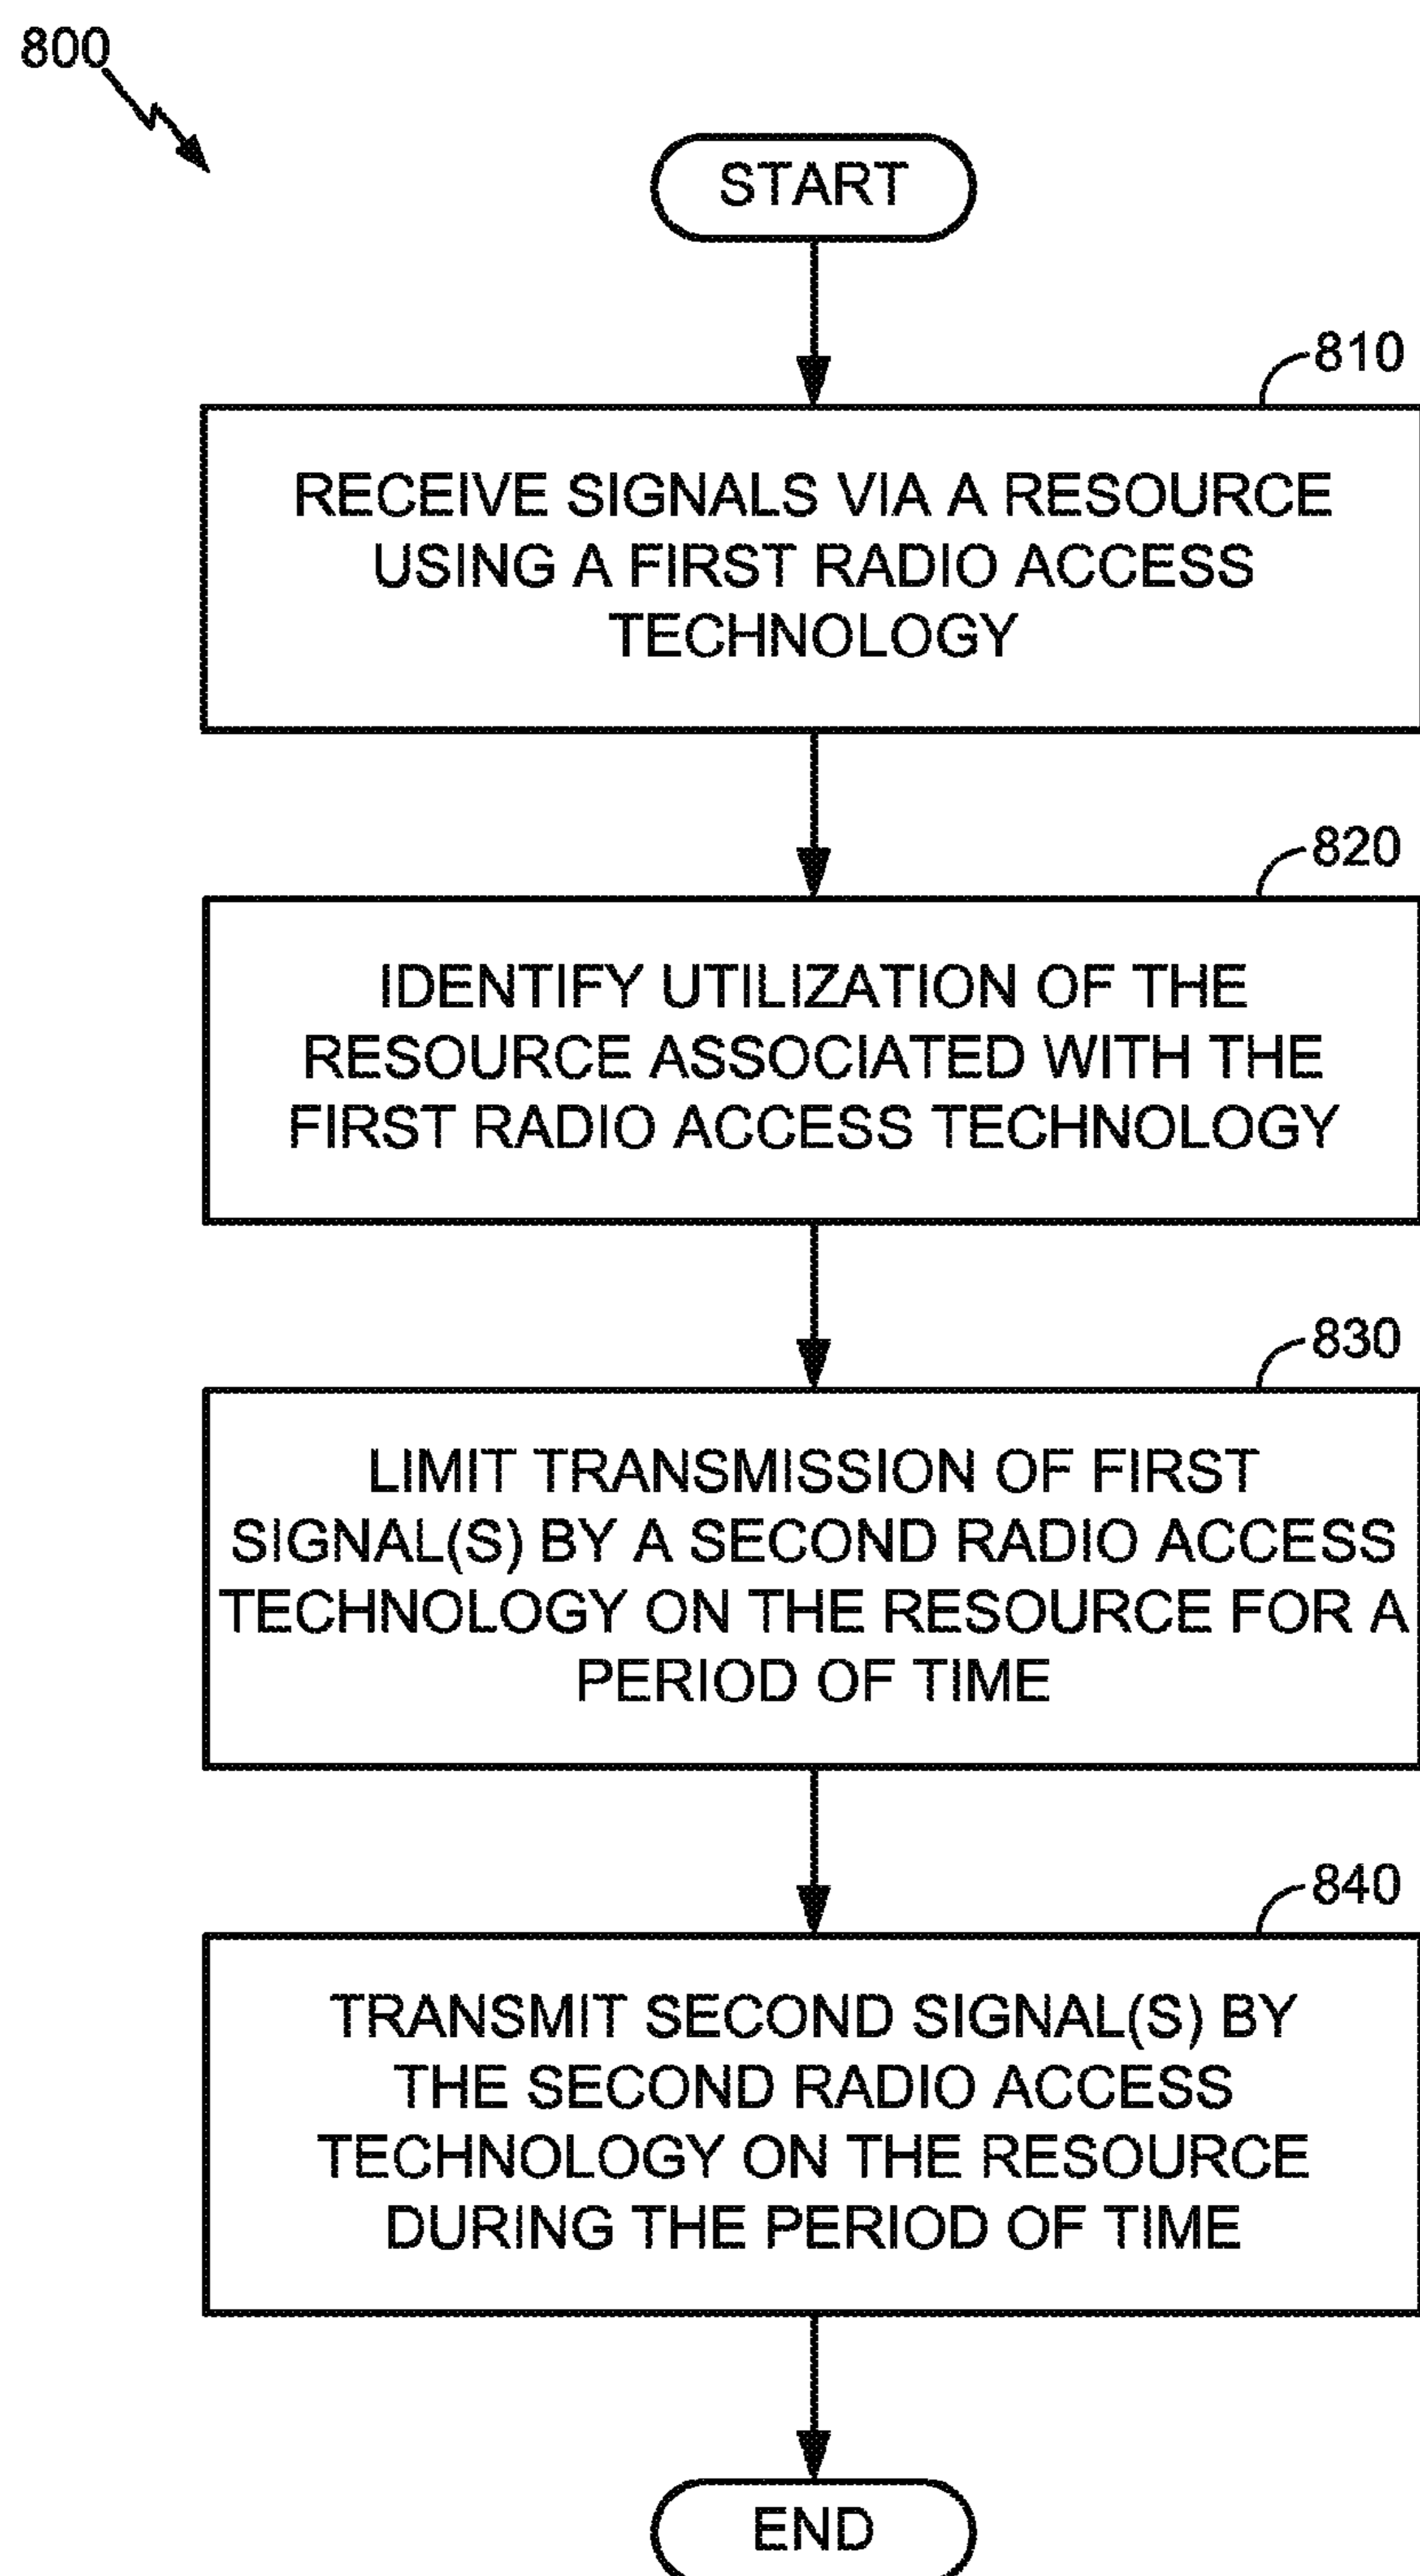 800
START
810
RECEIVE SIGNALS VIA A RESOURCE
USING A FIRST RADIO ACCESS
TECHNOLOGY
820
IDENTIFY UTILIZATION OF THE
RESOURCE ASSOCIATED WITH THE
FIRST RADIO ACCESS TECHNOLOGY
830
LIMIT TRANSMISSION OF FIRST
SIGNAL(S) BY A SECOND RADIO ACCESS
TECHNOLOGY ON THE RESOURCE FOR A
PERIOD OF TIME
840
TRANSMIT SECOND SIGNAL(S) BY
THE SECOND RADIO ACCESS
TECHNOLOGY ON THE RESOURCE
DURING THE PERIOD OF TIME
END